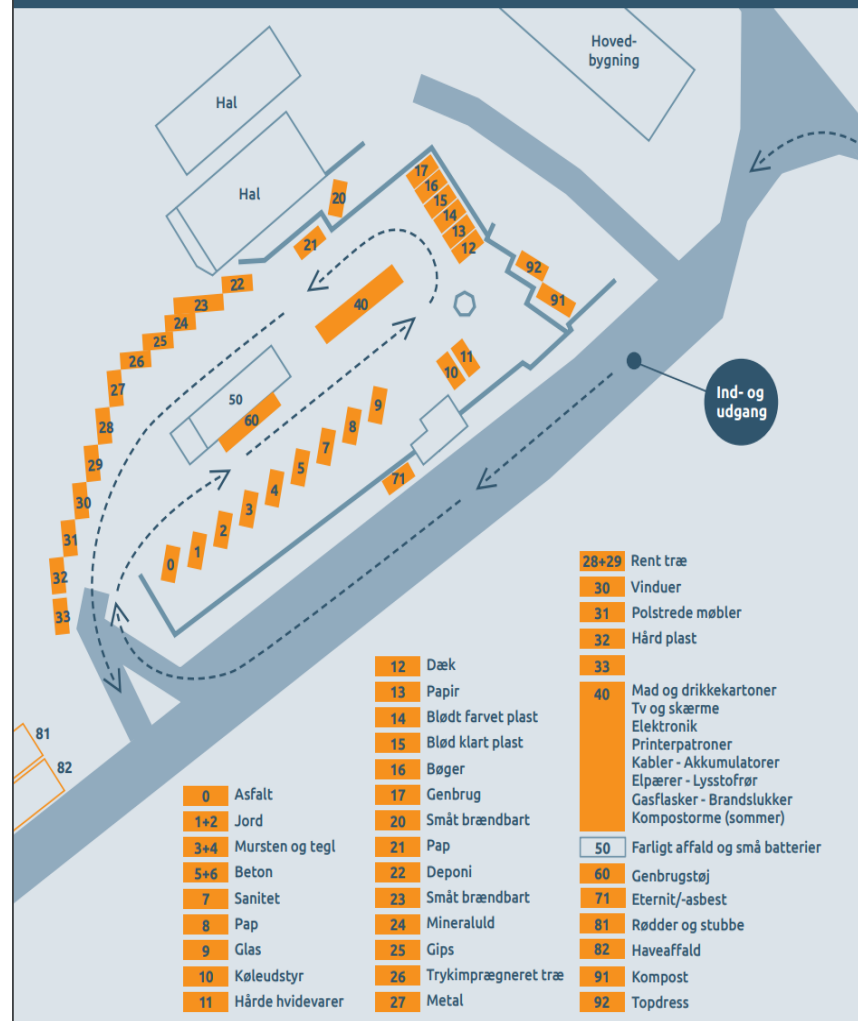 Hoved-
bygning
Hal
Hal
17
16
15
14
13
12
20
21
22
23
24
25
26
27
28
29
30
31
32
33
40
92
91
11
10
50
60
9
8
7
5
4
3
2
1
0
71
Ind- og
udgang
81
82
0 Asfalt
1+2 Jord
3+4 Mursten og tegl
5+6 Beton
7 Sanitet
8 Pap
9 Glas
10 Køleudstyr
11 Hårde hvidevarer
12 Dæk
13 Papir
14 Blødt farvet plast
15 Blød klart plast
16 Bøger
17 Genbrug
20 Småt brændbart
21 Pap
22 Deponi
23 Småt brændbart
24 Mineraluld
25 Gips
26 Trykimprægneret træ
27 Metal
28+29 Rent træ
30 Vinduer
31 Polstrede møbler
32 Hård plast
33
40 Mad og drikkekartoner
Tv og skærme
Elektronik
Printerpatroner
Kabler - Akkumulatorer
Elpærer - Lysstofrør
Gasflasker - Brandslukker
Kompostorme (sommer)
50 Farligt affald og små batterier
60 Genbrugstøj
71 Eternit/-asbest
81 Rødder og stubbe
82 Haveaffald
91 Kompost
92 Topdress